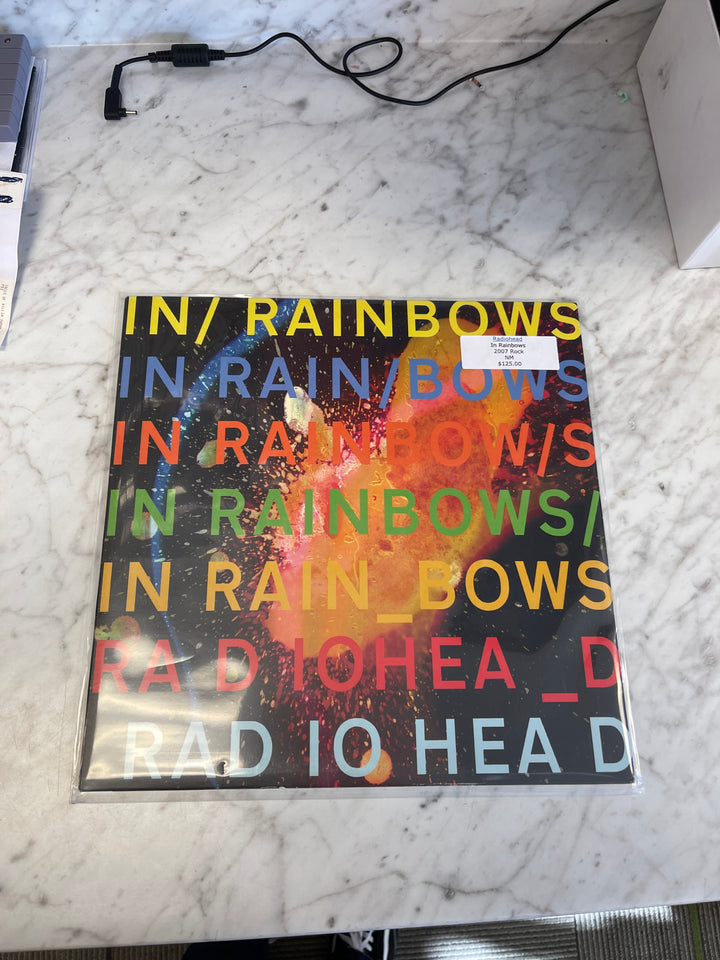 IN/ RAINBOWS
Radiohead
In Rainbows
2007 Rock
NM
$125.00
IN RAIN/BOWS
IN RAINBOW/S
IN RAINBOWS/
IN RAIN_BOWS
RA D IOHEA _D
RAD IO HEA D